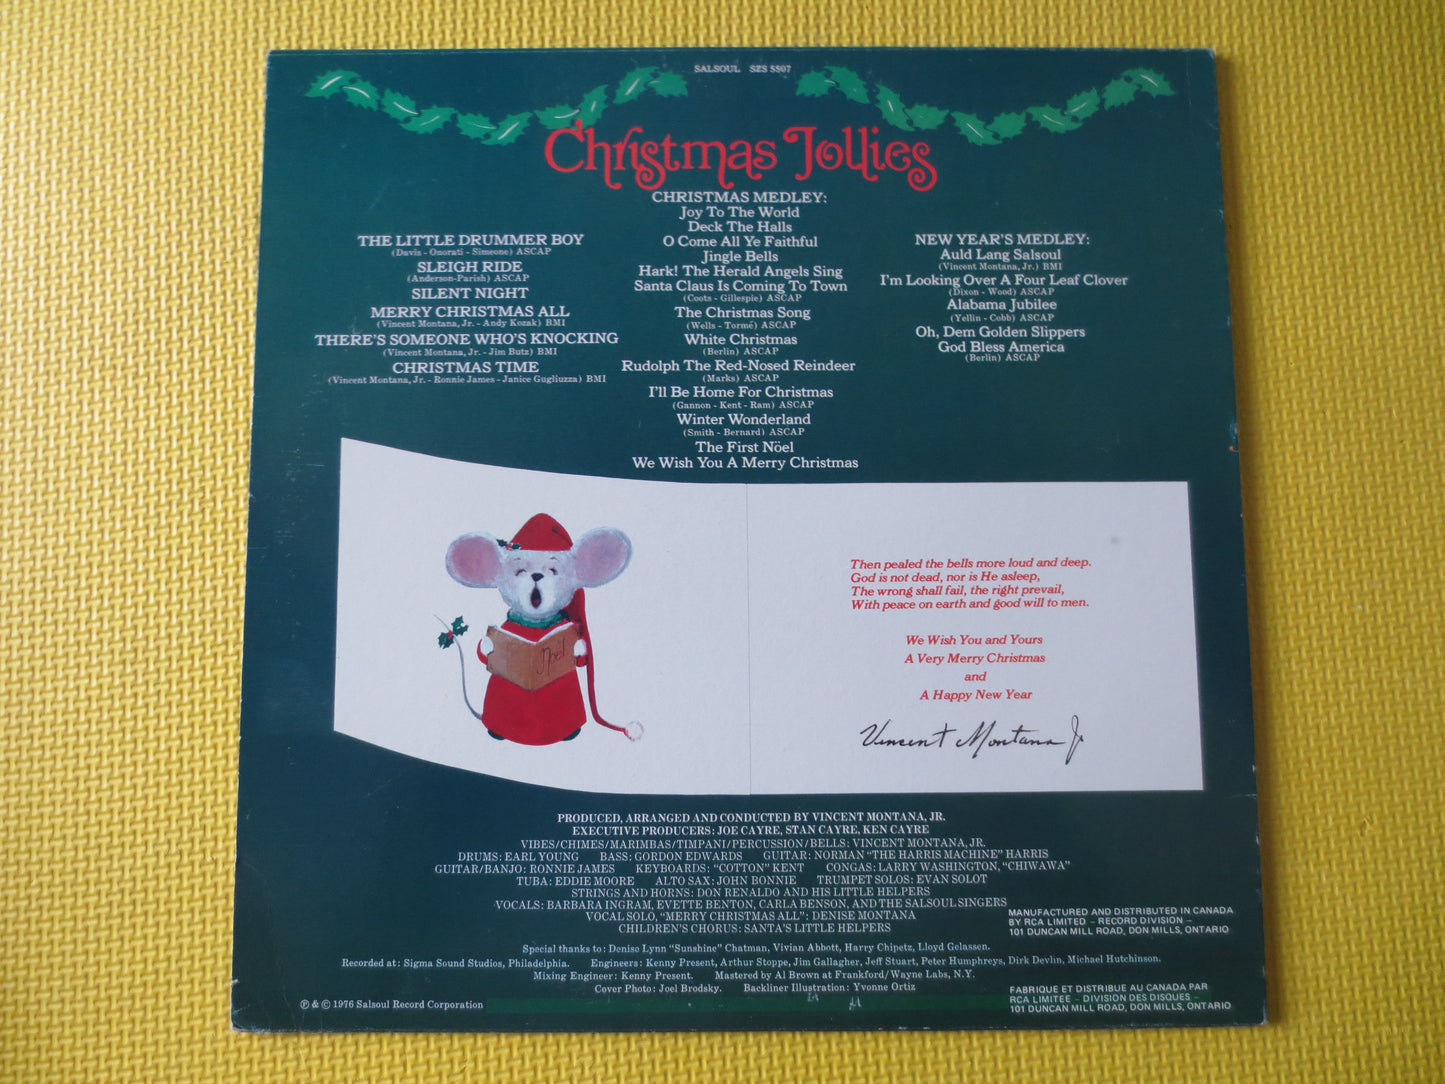 SALSOUL SZS 5507
Christmas Jollies
THE LITTLE DRUMMER BOY
(Davis - Onorati - Simeone) ASCAP
SLEIGH RIDE
(Anderson-Parish) ASCAP
SILENT NIGHT
MERRY CHRISTMAS ALL
(Vincent Montana, Jr. - Andy Kozak) BMI
THERE'S SOMEONE WHO'S KNOCKING
(Vincent Montana, Jr. - Jim Butz) BMI
CHRISTMAS TIME
(Vincent Montana, Jr. - Ronnie James - Janice Gugliuzza) BMI
CHRISTMAS MEDLEY:
Joy To The World
Deck The Halls
O Come All Ye Faithful
Jingle Bells
Hark! The Herald Angels Sing
Santa Claus Is Coming To Town
(Coots - Gillespie) ASCAP
The Christmas Song
(Wells - Tormé) ASCAP
White Christmas
(Berlin) ASCAP
Rudolph The Red-Nosed Reindeer
(Marks) ASCAP
I'll Be Home For Christmas
(Gannon - Kent - Ram) ASCAP
Winter Wonderland
(Smith - Bernard) ASCAP
The First Nöel
We Wish You A Merry Christmas
NEW YEAR'S MEDLEY:
Auld Lang Salsoul
(Vincent Montana, Jr.) BMI
I'm Looking Over A Four Leaf Clover
(Dixon - Wood) ASCAP
Alabama Jubilee
(Yellin - Cobb) ASCAP
Oh, Dem Golden Slippers
God Bless America
(Berlin) ASCAP
Noel
Then pealed the bells more loud and deep.
God is not dead, nor is He asleep,
The wrong shall fail, the right prevail,
With peace on earth and good will to men.
We Wish You and Yours
A Very Merry Christmas
and
A Happy New Year
Vincent Montana Jr
PRODUCED, ARRANGED AND CONDUCTED BY VINCENT MONTANA, JR.
EXECUTIVE PRODUCERS: JOE CAYRE, STAN CAYRE, KEN CAYRE
VIBES/CHIMES/MARIMBAS/TIMPANI/PERCUSSION/BELLS: VINCENT MONTANA, JR.
DRUMS: EARL YOUNG BASS: GORDON EDWARDS GUITAR: NORMAN "THE HARRIS MACHINE" HARRIS
GUITAR/BANJO: RONNIE JAMES KEYBOARDS: "COTTON" KENT CONGAS: LARRY WASHINGTON, "CHIWAWA"
TUBA: EDDIE MOORE ALTO SAX: JOHN BONNIE TRUMPET SOLOS: EVAN SOLOT
STRINGS AND HORNS: DON RENALDO AND HIS LITTLE HELPERS
VOCALS: BARBARA INGRAM, EVETTE BENTON, CARLA BENSON, AND THE SALSOUL SINGERS
VOCAL SOLO, "MERRY CHRISTMAS ALL": DENISE MONTANA
CHILDREN'S CHORUS: SANTA'S LITTLE HELPERS
Special thanks to: Denise Lynn "Sunshine" Chatman, Vivian Abbott, Harry Chipetz, Lloyd Gelassen.
Recorded at: Sigma Sound Studios, Philadelphia. Engineers: Kenny Present, Arthur Stoppe, Jim Gallagher, Jeff Stuart, Peter Humphreys, Dirk Devlin, Michael Hutchinson.
Mixing Engineer: Kenny Present. Mastered by Al Brown at Frankford/Wayne Labs, N.Y.
Cover Photo: Joel Brodsky. Backliner Illustration: Yvonne Ortiz
℗ & © 1976 Salsoul Record Corporation
MANUFACTURED AND DISTRIBUTED IN CANADA
BY RCA LIMITED – RECORD DIVISION –
101 DUNCAN MILL ROAD, DON MILLS, ONTARIO
FABRIQUE ET DISTRIBUE AU CANADA PAR
RCA LIMITEE – DIVISION DES DISQUES –
101 DUNCAN MILL ROAD, DON MILLS, ONTARIO